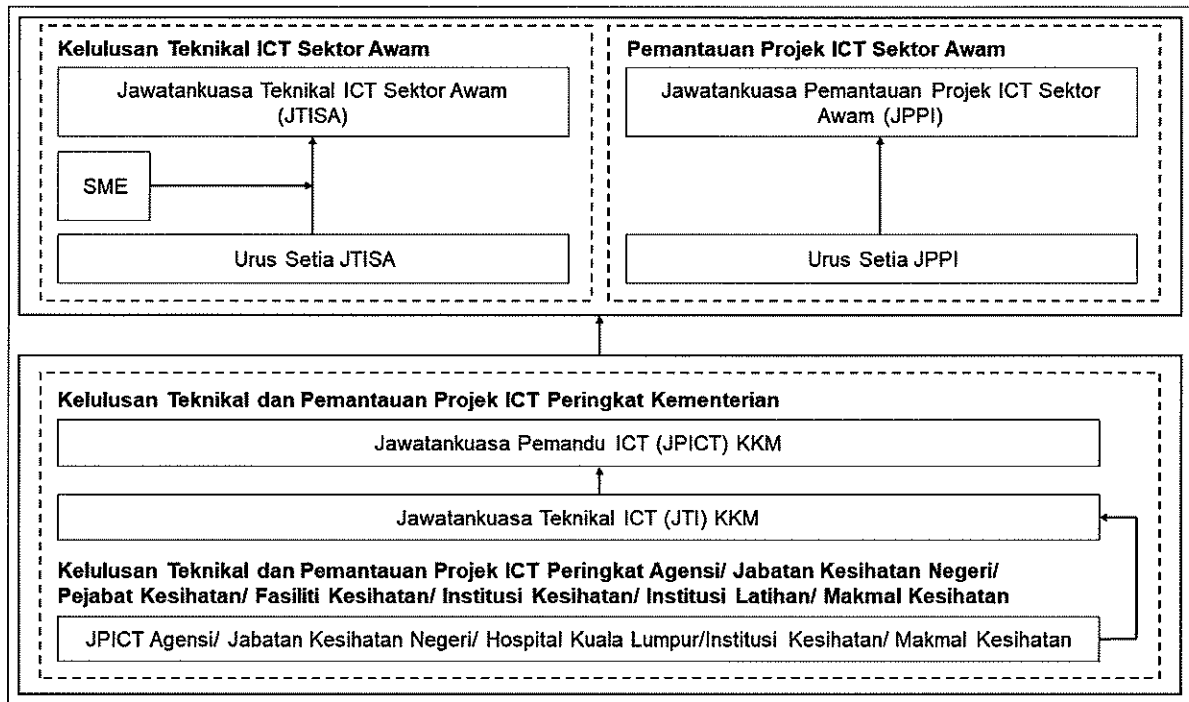 Kelulusan Teknikal ICT Sektor Awam
Jawatankuasa Teknikal ICT Sektor Awam
(JTISA)
SME
Urus Setia JTISA
Pemantauan Projek ICT Sektor Awam
Jawatankuasa Pemantauan Projek ICT Sektor
Awam (JPPI)
Urus Setia JPPI
Kelulusan Teknikal dan Pemantauan Projek ICT Peringkat Kementerian
Jawatankuasa Pemandu ICT (JPICT) KKM
Jawatankuasa Teknikal ICT (JTI) KKM
Kelulusan Teknikal dan Pemantauan Projek ICT Peringkat Agensi/ Jabatan Kesihatan Negeri/
Pejabat Kesihatan/ Fasiliti Kesihatan/ Institusi Kesihatan/ Institusi Latihan/ Makmal Kesihatan
JPICT Agensi/ Jabatan Kesihatan Negeri/ Hospital Kuala Lumpur/Institusi Kesihatan/ Makmal Kesihatan